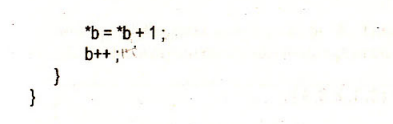 *b = *b + 1 ;
b++ ;
}
}